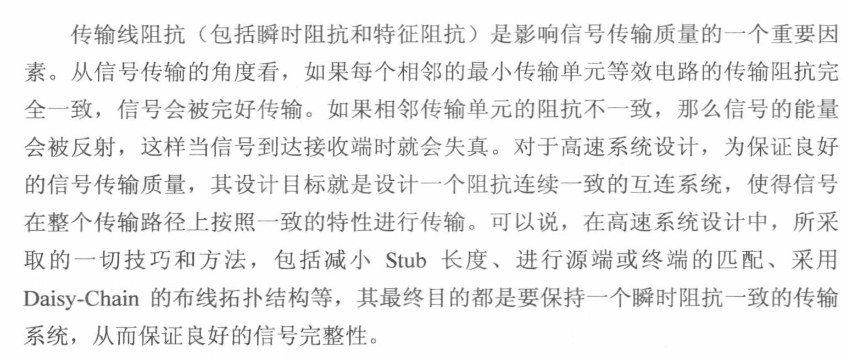 传输线阻抗（包括瞬时阻抗和特征阻抗）是影响信号传输质量的一个重要因
素。从信号传输的角度看，如果每个相邻的最小传输单元等效电路的传输阻抗完
全一致，信号会被完好传输。如果相邻传输单元的阻抗不一致，那么信号的能量
会被反射，这样当信号到达接收端时就会失真。对于高速系统设计，为保证良好
的信号传输质量，其设计目标就是设计一个阻抗连续一致的互连系统，使得信号
在整个传输路径上按照一致的特性进行传输。可以说，在高速系统设计中，所采
取的一切技巧和方法，包括减小 Stub 长度、进行源端或终端的匹配、采用
Daisy-Chain 的布线拓扑结构等，其最终目的都是要保持一个瞬时阻抗一致的传输
系统，从而保证良好的信号完整性。